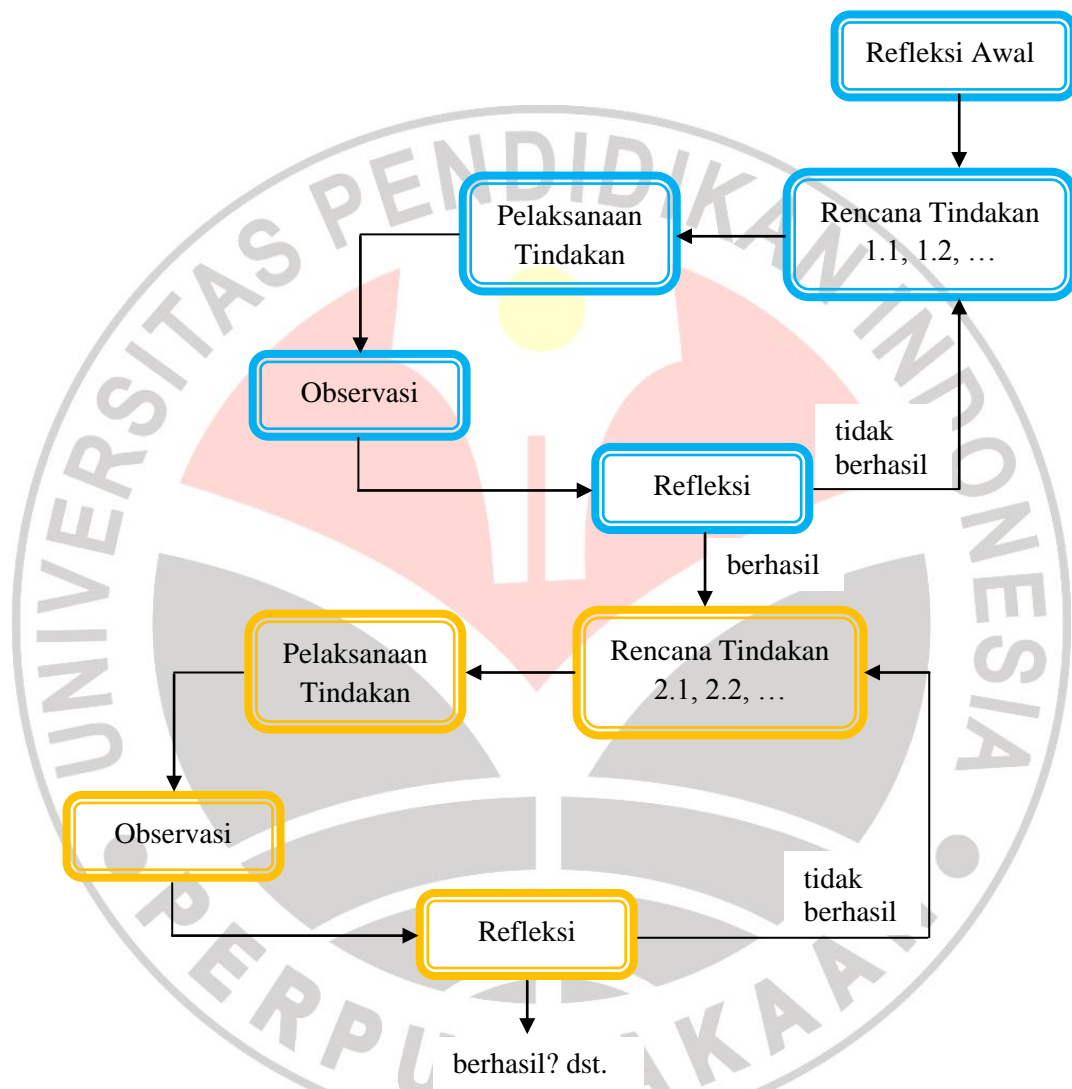 Refleksi Awal
Rencana Tindakan
1.1, 1.2, …
Pelaksanaan
Tindakan
Observasi
Refleksi
tidak
berhasil
berhasil
Rencana Tindakan
2.1, 2.2, …
Pelaksanaan
Tindakan
Observasi
Refleksi
tidak
berhasil
berhasil? dst.
UNIVERSITAS PENDIDIKAN INDONESIA